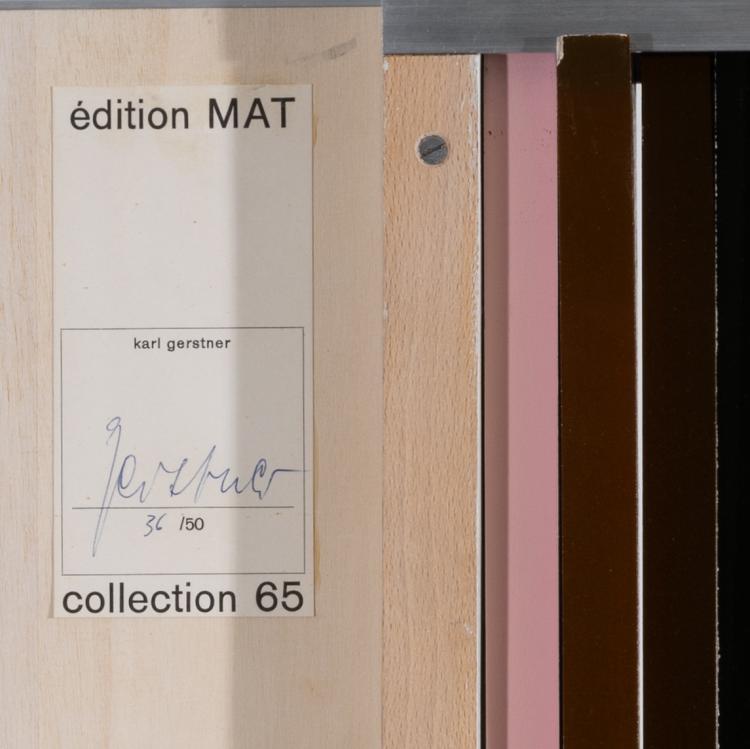 édition MAT
karl gerstner
Gerstner
36 /50
collection 65